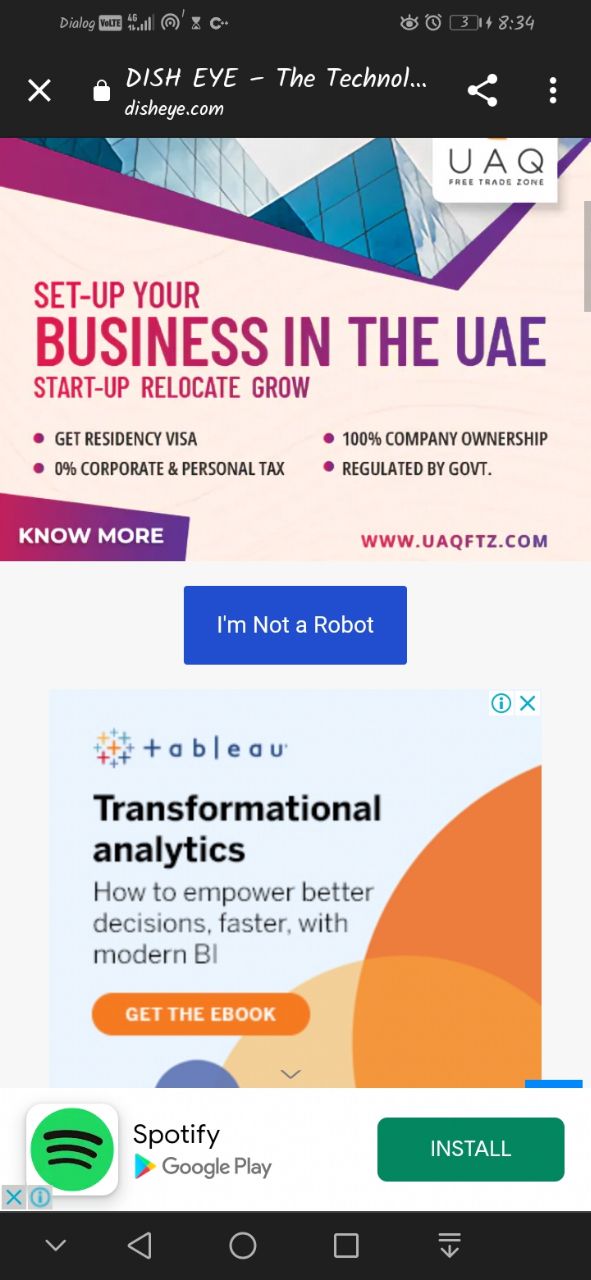 Dialog VoLTE 4G 3 8:34
DISH EYE – The Technol...
disheye.com
UAQ
FREE TRADE ZONE
SET-UP YOUR
BUSINESS IN THE UAE
START-UP RELOCATE GROW
GET RESIDENCY VISA
0% CORPORATE & PERSONAL TAX
100% COMPANY OWNERSHIP
REGULATED BY GOVT.
KNOW MORE
WWW.UAQFTZ.COM
I'm Not a Robot
+ableau
Transformational
analytics
How to empower better
decisions, faster, with
modern BI
GET THE EBOOK
Spotify
Google Play
INSTALL